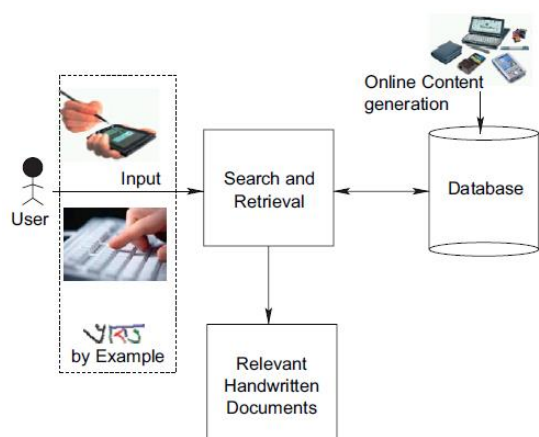 Online Content
generation
Input
User
Search and
Retrieval
Database
by Example
Relevant
Handwritten
Documents